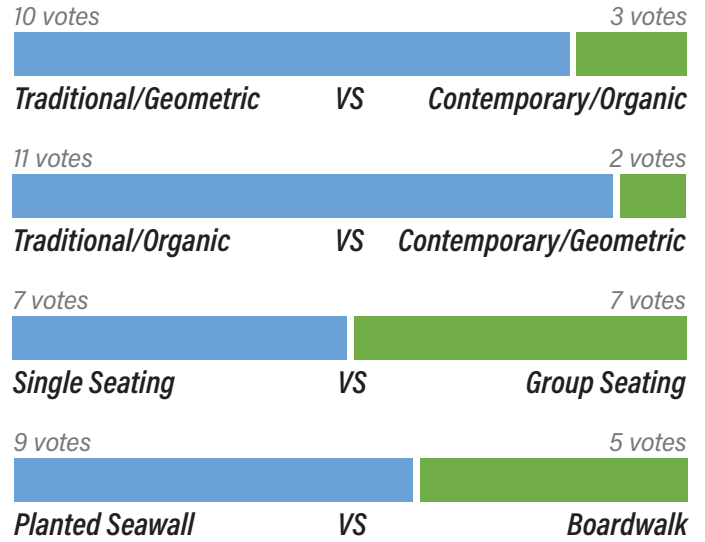 10 votes 3 votes
Traditional/Geometric VS Contemporary/Organic
11 votes 2 votes
Traditional/Organic VS Contemporary/Geometric
7 votes 7 votes
Single Seating VS Group Seating
9 votes 5 votes
Planted Seawall VS Boardwalk